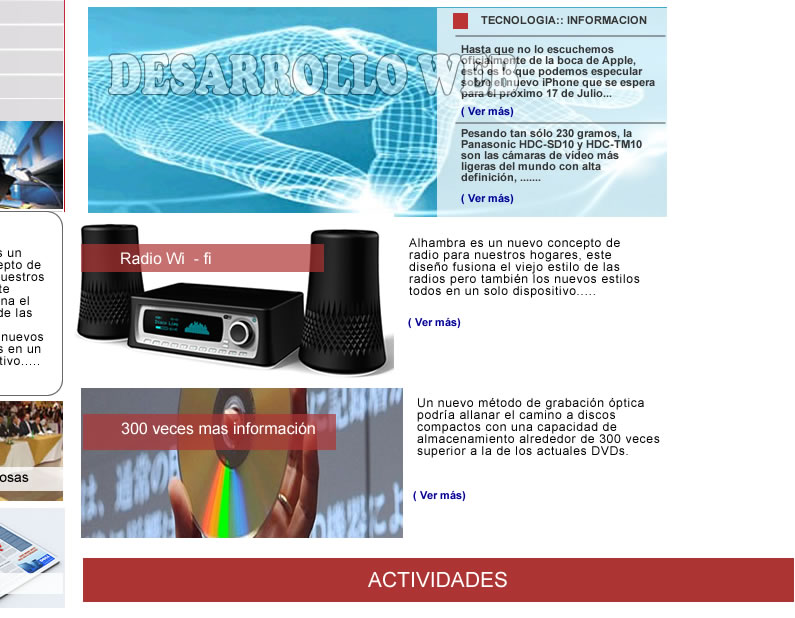 DESARROLLO WEB
TECNOLOGIA:: INFORMACION
Hasta que no lo escuchemos
oficialmente de la boca de Apple,
esto es lo que podemos especular
sobre el nuevo iPhone que se espera
para el próximo 17 de Julio...
( Ver más)
Pesando tan sólo 230 gramos, la
Panasonic HDC-SD10 y HDC-TM10
son las cámaras de vídeo más
ligeras del mundo con alta
definición, .......
( Ver más)
s un
epto de
uestros
te
na el
de las
nuevos
s en un
tivo.....
osas
Radio Wi - fi
Alhambra es un nuevo concepto de
radio para nuestros hogares, este
diseño fusiona el viejo estilo de las
radios pero también los nuevos estilos
todos en un solo dispositivo.....
( Ver más)
300 veces mas información
Un nuevo método de grabación óptica
podría allanar el camino a discos
compactos con una capacidad de
almacenamiento alrededor de 300 veces
superior a la de los actuales DVDs.
( Ver más)
ACTIVIDADES